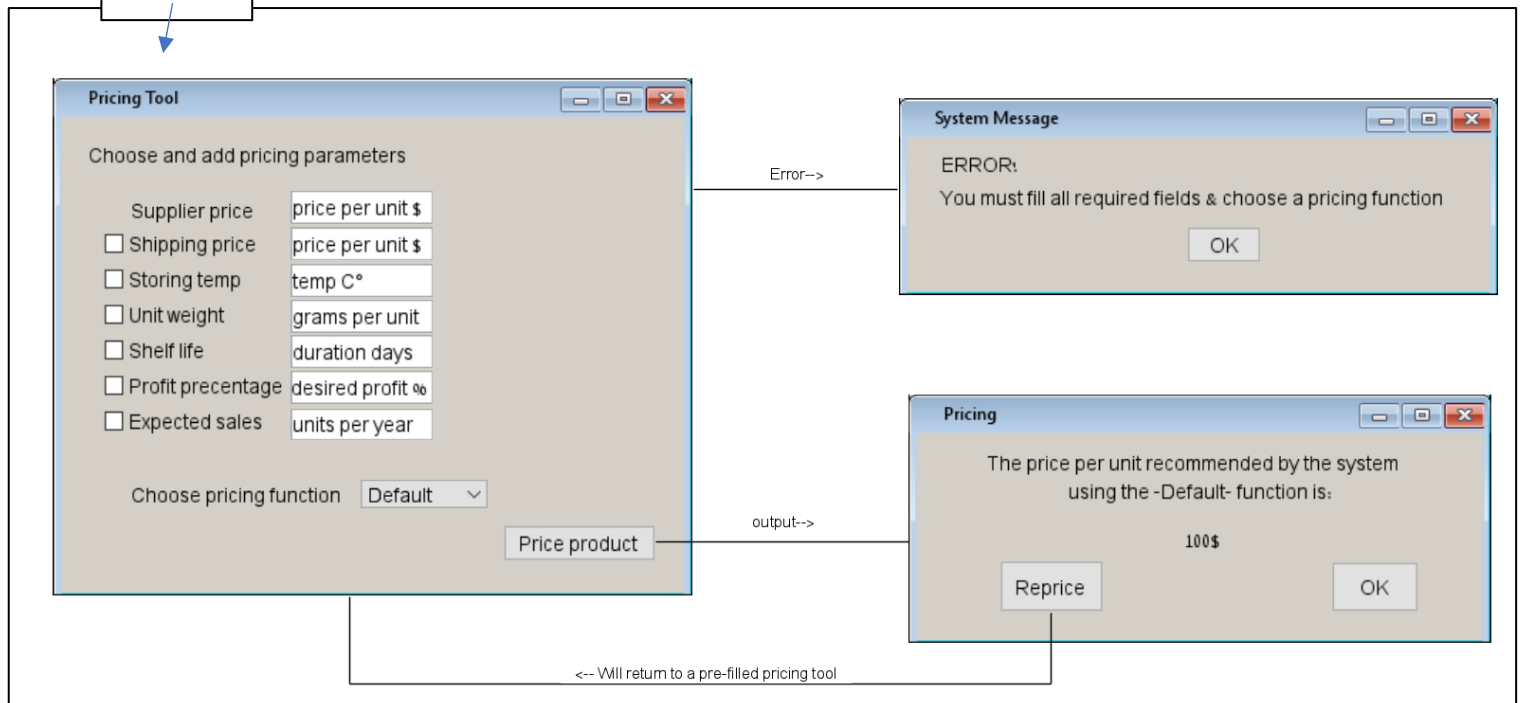 Pricing Tool
Choose and add pricing parameters
Supplier price price per unit $
Shipping price price per unit $
Storing temp temp C°
Unit weight grams per unit
Shelf life duration days
Profit precentage desired profit %
Expected sales units per year
Choose pricing function Default
Price product
Error-->
System Message
ERROR:
You must fill all required fields & choose a pricing function
OK
output-->
Pricing
The price per unit recommended by the system
using the -Default- function is:
100$
Reprice OK
<-- Will return to a pre-filled pricing tool